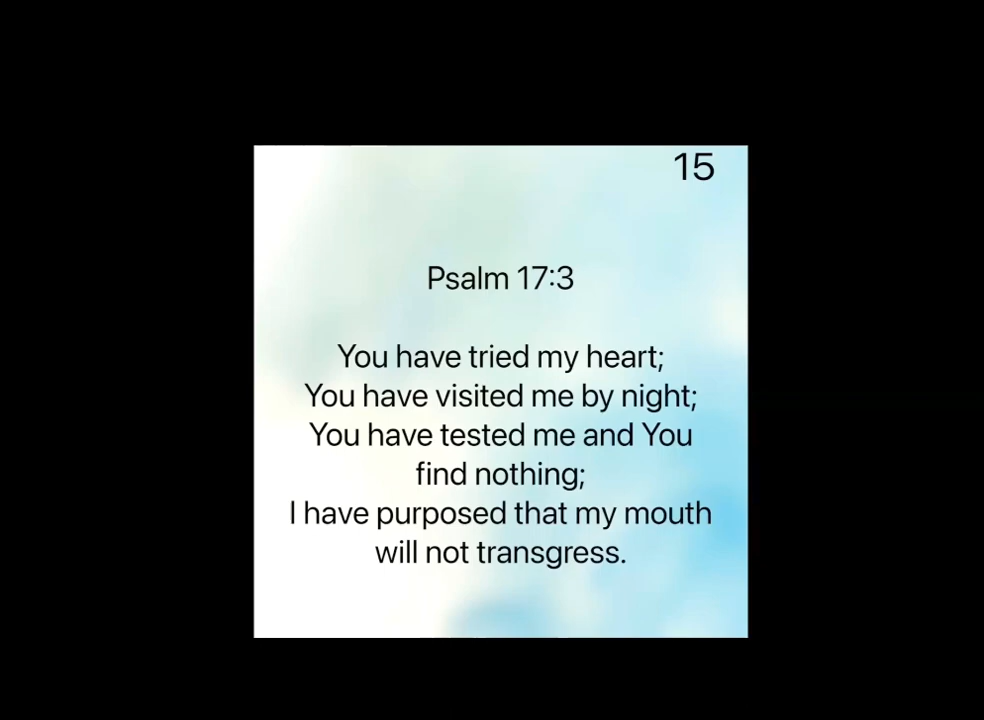 15
Psalm 17:3
You have tried my heart;
You have visited me by night;
You have tested me and You
find nothing;
I have purposed that my mouth
will not transgress.